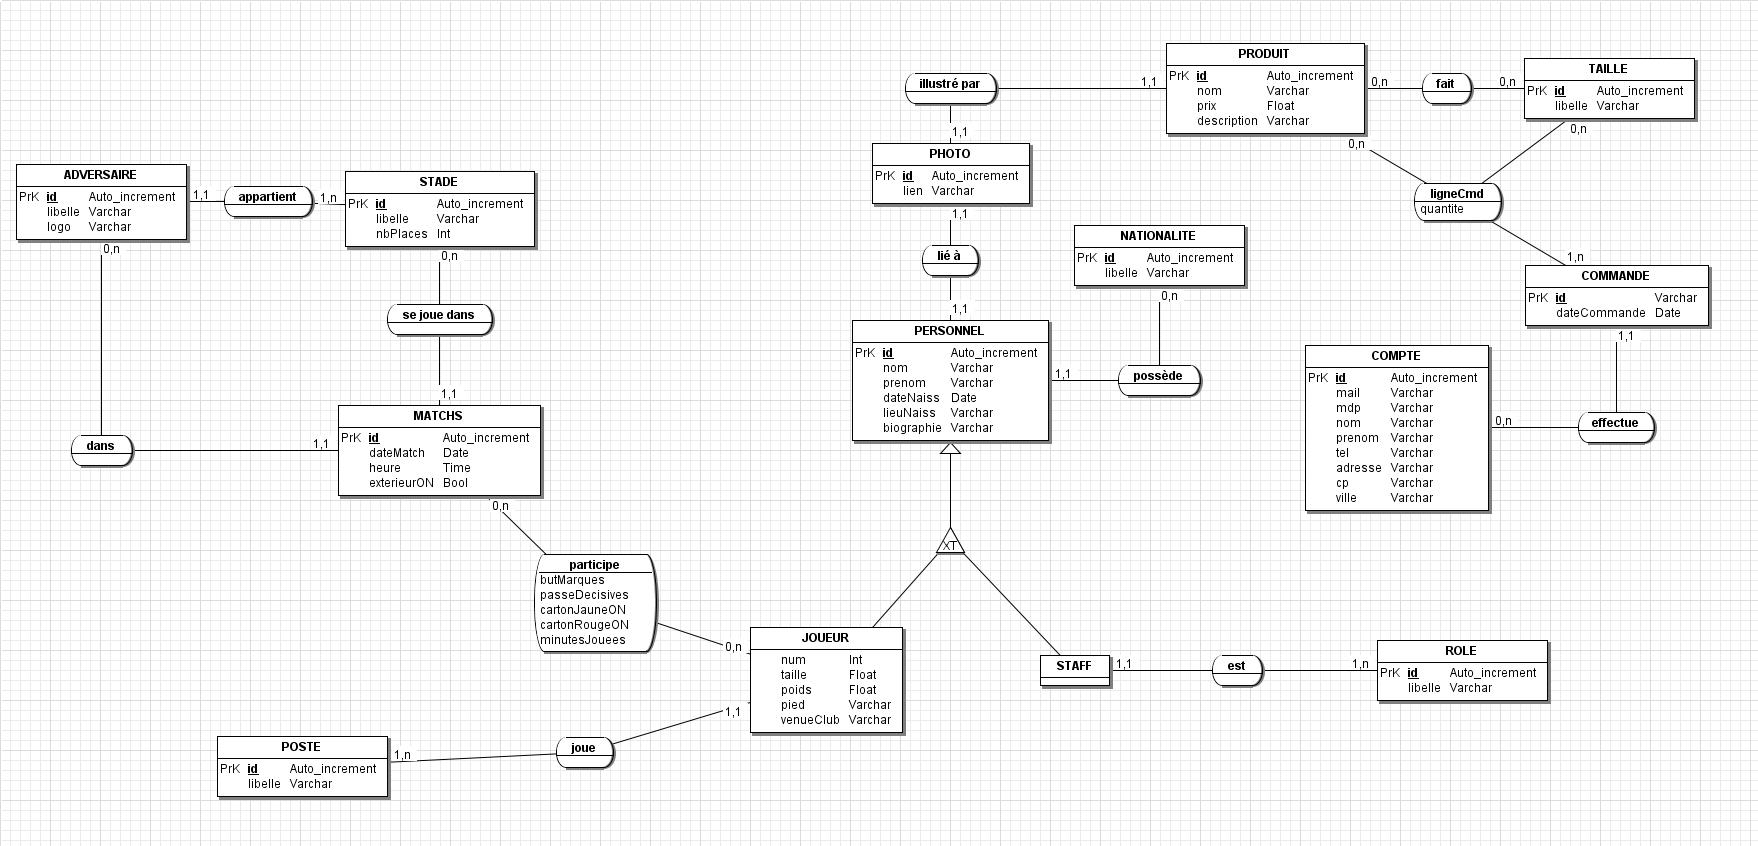 PRODUIT
PrK id Auto_increment
nom Varchar
prix Float
description Varchar
0,n
fait
0,n
TAILLE
PrK id Auto_increment
libelle Varchar
0,n
illustré par
1,1
1,1
0,n
PHOTO
PrK id Auto_increment
lien Varchar
1,1
lié à
1,1
ligneCmd
quantite
1,n
ADVERSAIRE
PrK id Auto_increment
libelle Varchar
logo Varchar
1,1
appartient
1,n
STADE
PrK id Auto_increment
libelle Varchar
nbPlaces Int
0,n
0,n
se joue dans
1,1
NATIONALITE
PrK id Auto_increment
libelle Varchar
0,n
possède
1,1
COMMANDE
PrK id Varchar
dateCommande Date
1,1
effectue
0,n
COMPTE
PrK id Auto_increment
mail Varchar
mdp Varchar
nom Varchar
prenom Varchar
tel Varchar
adresse Varchar
cp Varchar
ville Varchar
PERSONNEL
PrK id Auto_increment
nom Varchar
prenom Varchar
dateNaiss Date
lieuNaiss Varchar
biographie Varchar
dans
1,1
MATCHS
PrK id Auto_increment
dateMatch Date
heure Time
exterieurON Bool
0,n
participe
butMarques
passeDecisives
cartonJauneON
cartonRougeON
minutesJouees
0,n
XT
JOUEUR
num Int
taille Float
poids Float
pied Varchar
venueClub Varchar
1,1
STAFF
1,1
est
1,n
ROLE
PrK id Auto_increment
libelle Varchar
POSTE
PrK id Auto_increment
libelle Varchar
1,n
joue